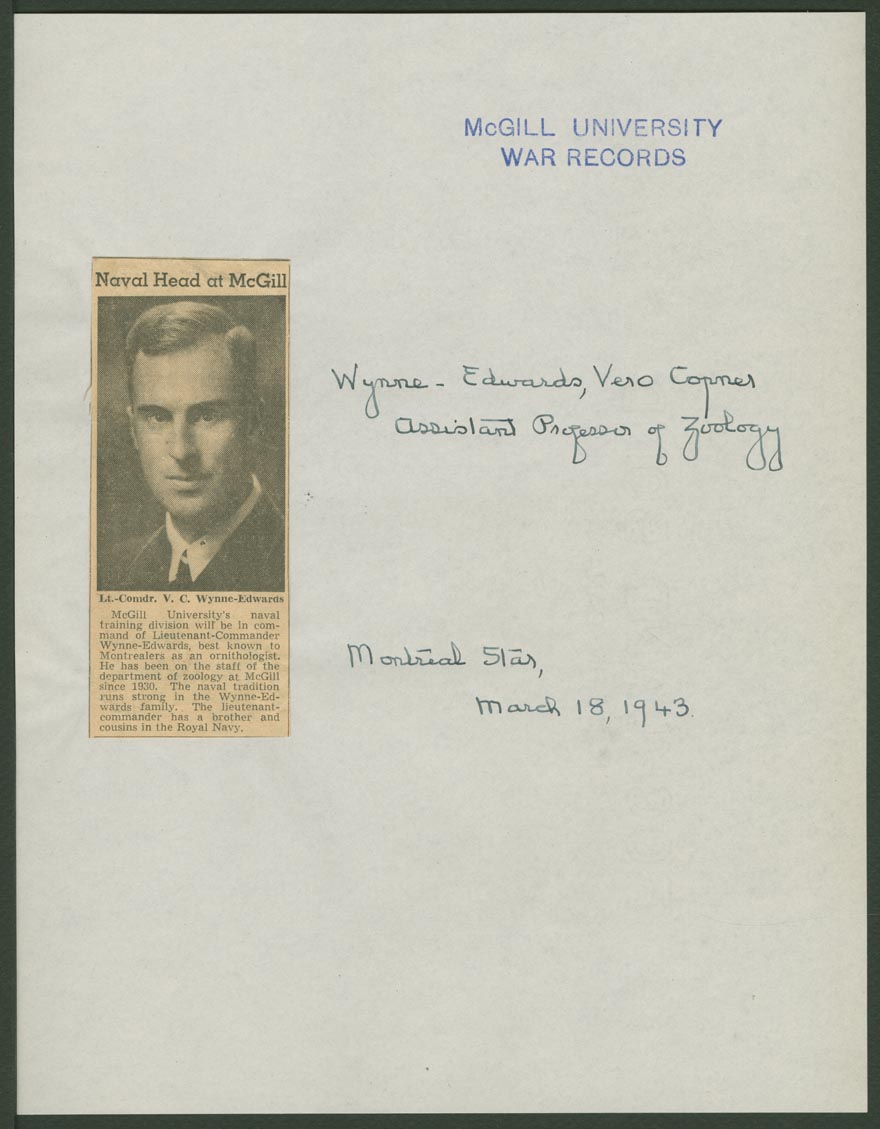 McGILL UNIVERSITY
WAR RECORDS
Naval Head at McGill
Wynne - Edwards, Vero Copner
Assistant Professor of Zoology
Lt.-Comdr. V. C. Wynne-Edwards
McGill University's naval
training division will be in com-
mand of Lieutenant-Commander
Wynne-Edwards, best known to
Montrealers as an ornithologist.
He has been on the staff of the
department of zoology at McGill
since 1930. The naval tradition
runs strong in the Wynne-Ed-
wards family. The lieutenant-
commander has a brother and
cousins in the Royal Navy.
Montreal Star,
March 18, 1943.